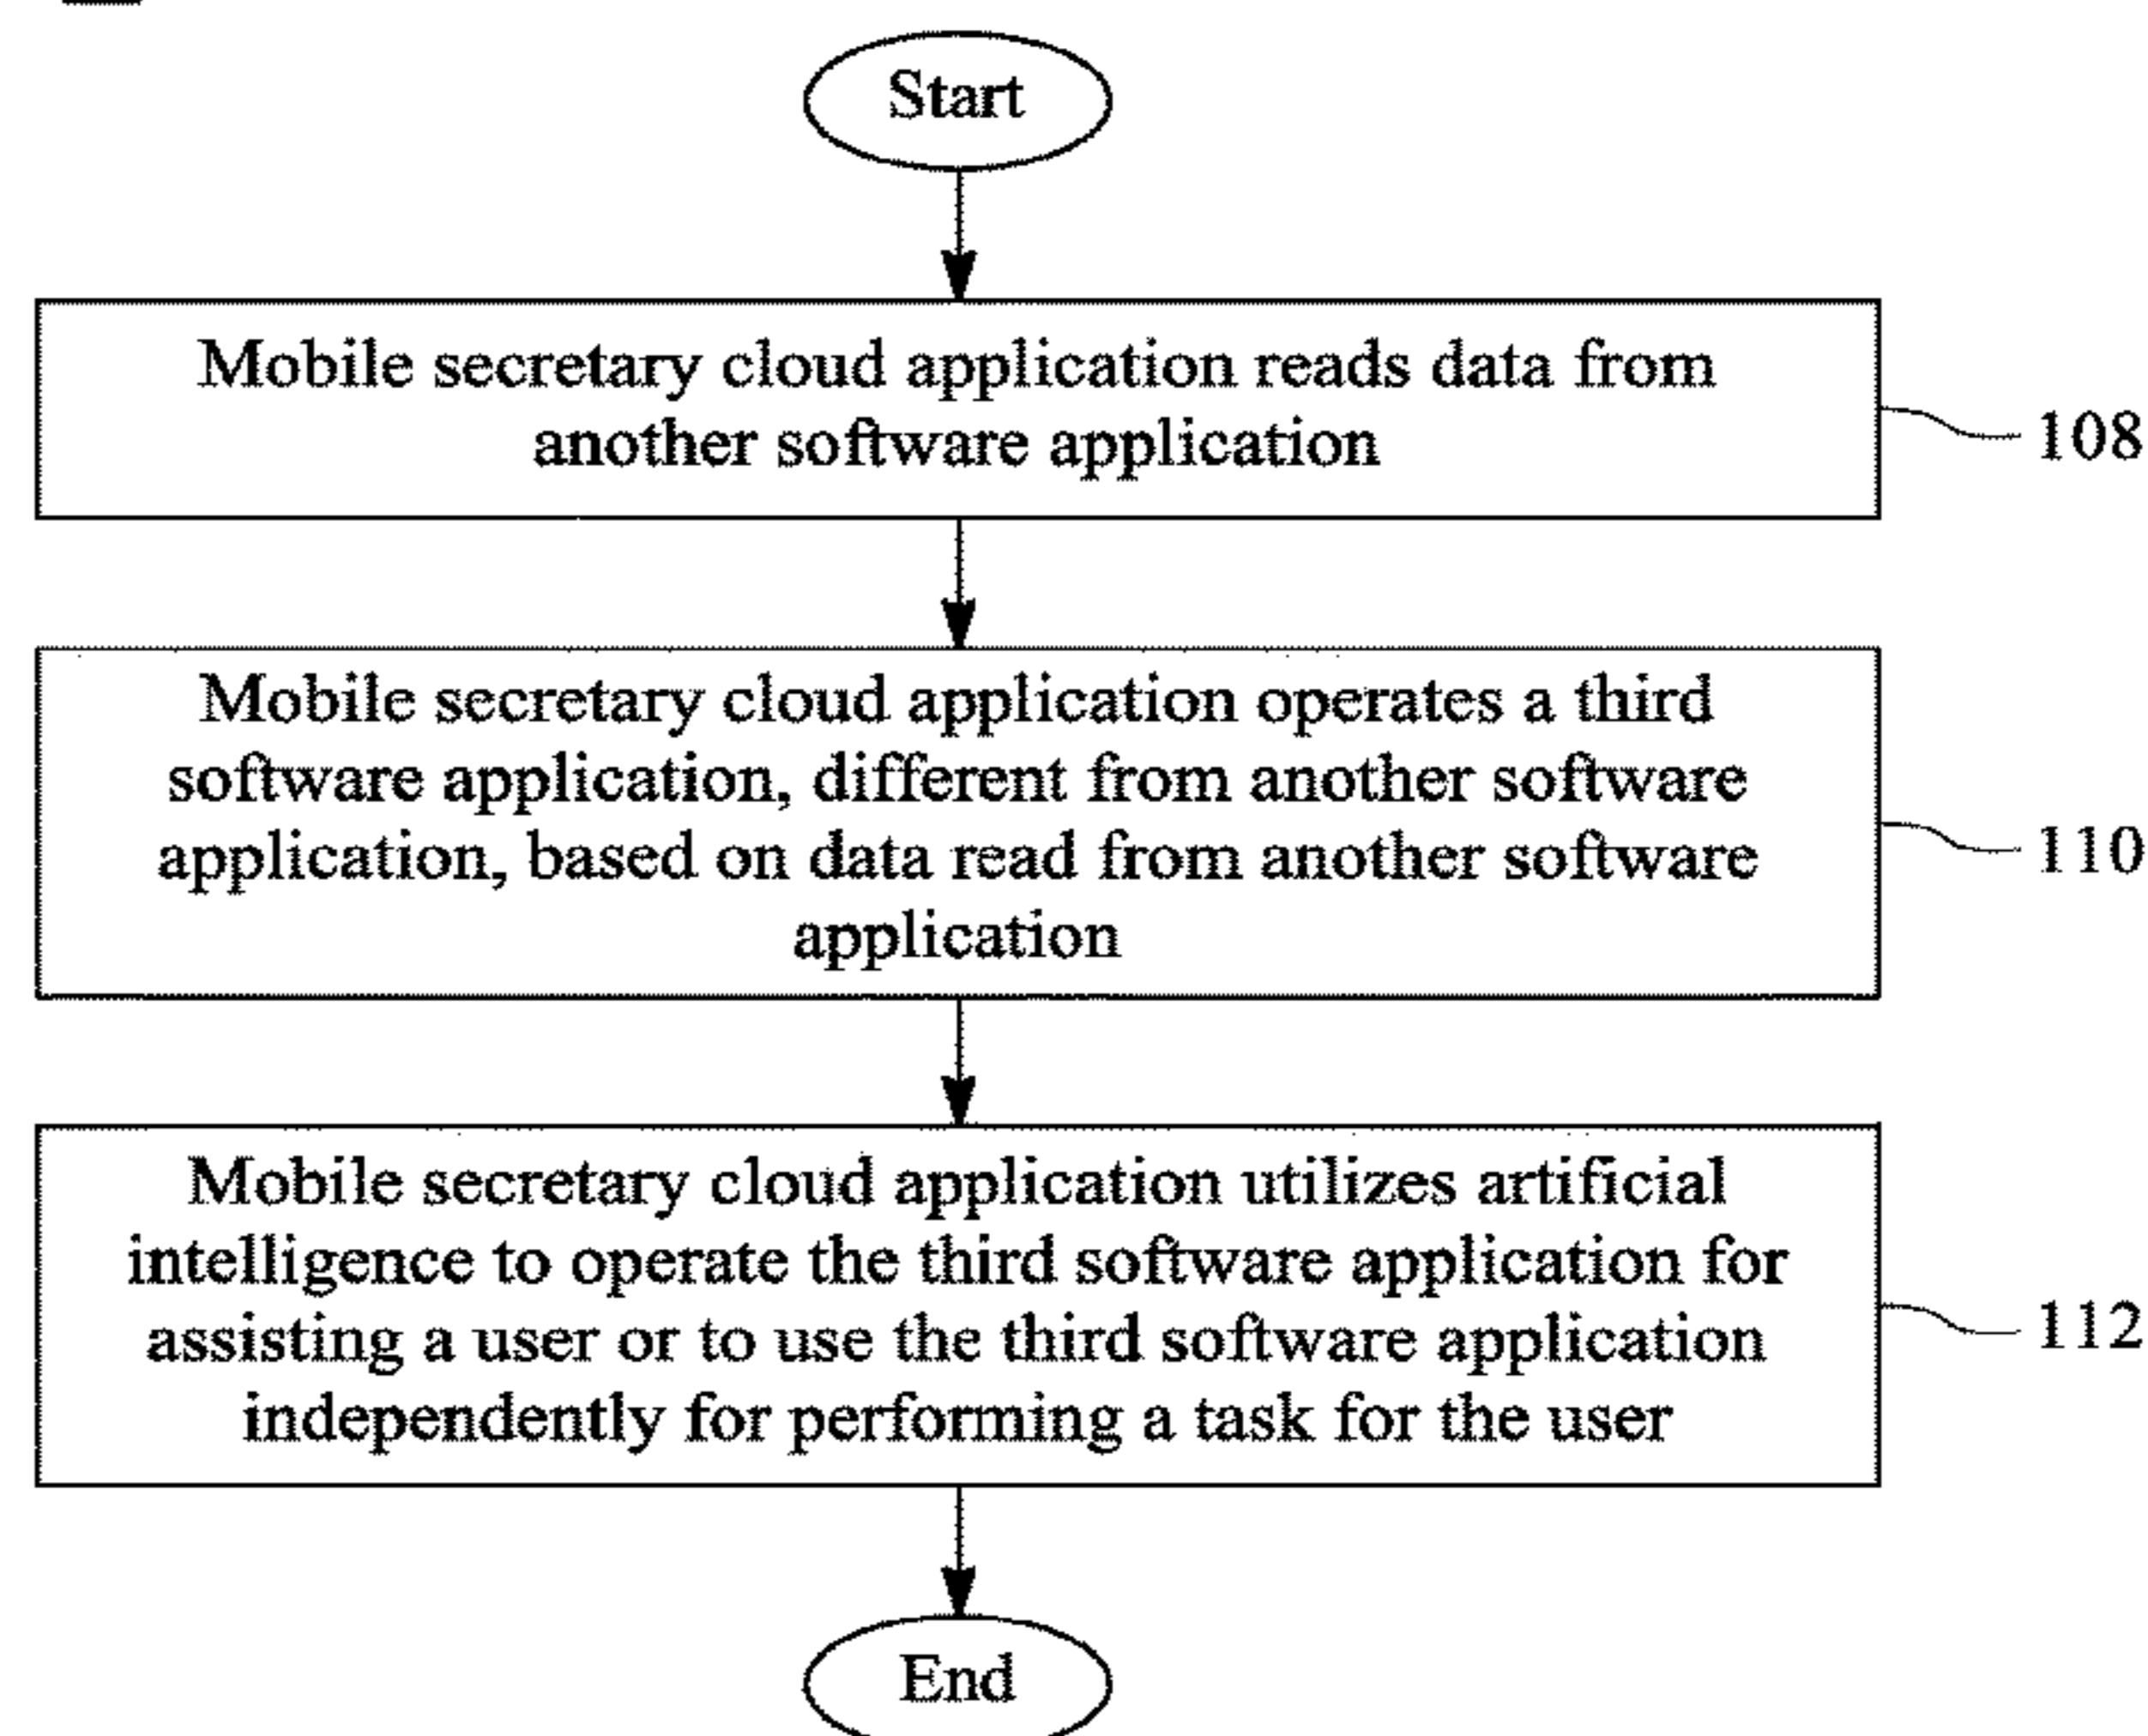 Start
Mobile secretary cloud application reads data from
another software application
108
Mobile secretary cloud application operates a third
software application, different from another software
application, based on data read from another software
application
110
Mobile secretary cloud application utilizes artificial
intelligence to operate the third software application for
assisting a user or to use the third software application
independently for performing a task for the user
112
End